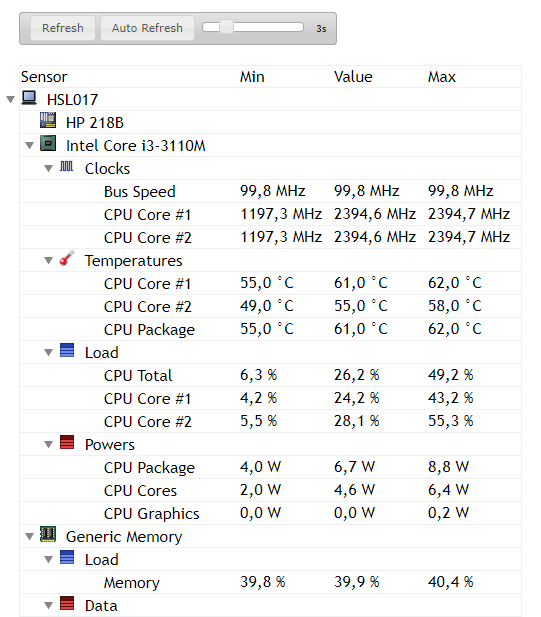 Refresh Auto Refresh 3s
Sensor Min Value Max
HSL017
HP 218B
Intel Core i3-3110M
Clocks
Bus Speed 99,8 MHz 99,8 MHz 99,8 MHz
CPU Core #1 1197,3 MHz 2394,6 MHz 2394,7 MHz
CPU Core #2 1197,3 MHz 2394,6 MHz 2394,7 MHz
Temperatures
CPU Core #1 55,0 °C 61,0 °C 62,0 °C
CPU Core #2 49,0 °C 55,0 °C 58,0 °C
CPU Package 55,0 °C 61,0 °C 62,0 °C
Load
CPU Total 6,3 % 26,2 % 49,2 %
CPU Core #1 4,2 % 24,2 % 43,2 %
CPU Core #2 5,5 % 28,1 % 55,3 %
Powers
CPU Package 4,0 W 6,7 W 8,8 W
CPU Cores 2,0 W 4,6 W 6,4 W
CPU Graphics 0,0 W 0,0 W 0,2 W
Generic Memory
Load
Memory 39,8 % 39,9 % 40,4 %
Data